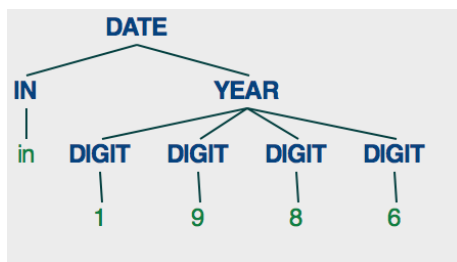 DATE
IN YEAR
in DIGIT DIGIT DIGIT DIGIT
1 9 8 6